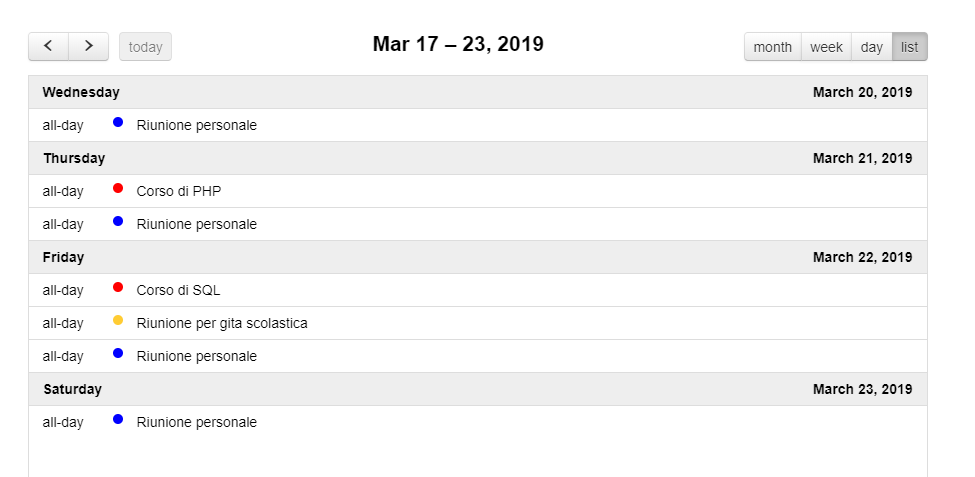 today
Mar 17 – 23, 2019
month week day list
Wednesday March 20, 2019
all-day Riunione personale
Thursday March 21, 2019
all-day Corso di PHP
all-day Riunione personale
Friday March 22, 2019
all-day Corso di SQL
all-day Riunione per gita scolastica
all-day Riunione personale
Saturday March 23, 2019
all-day Riunione personale